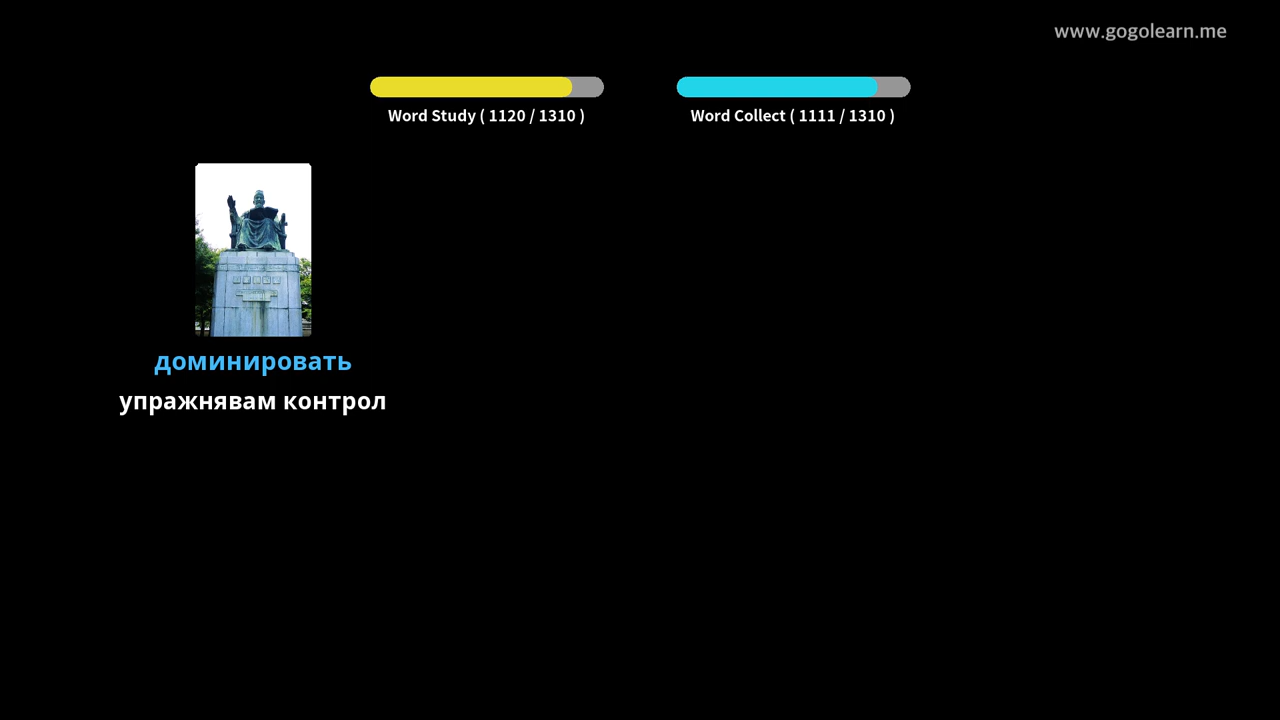 www.gogolearn.me
Word Study ( 1120 / 1310 )
Word Collect ( 1111 / 1310 )
доминировать
упражнявам контрол